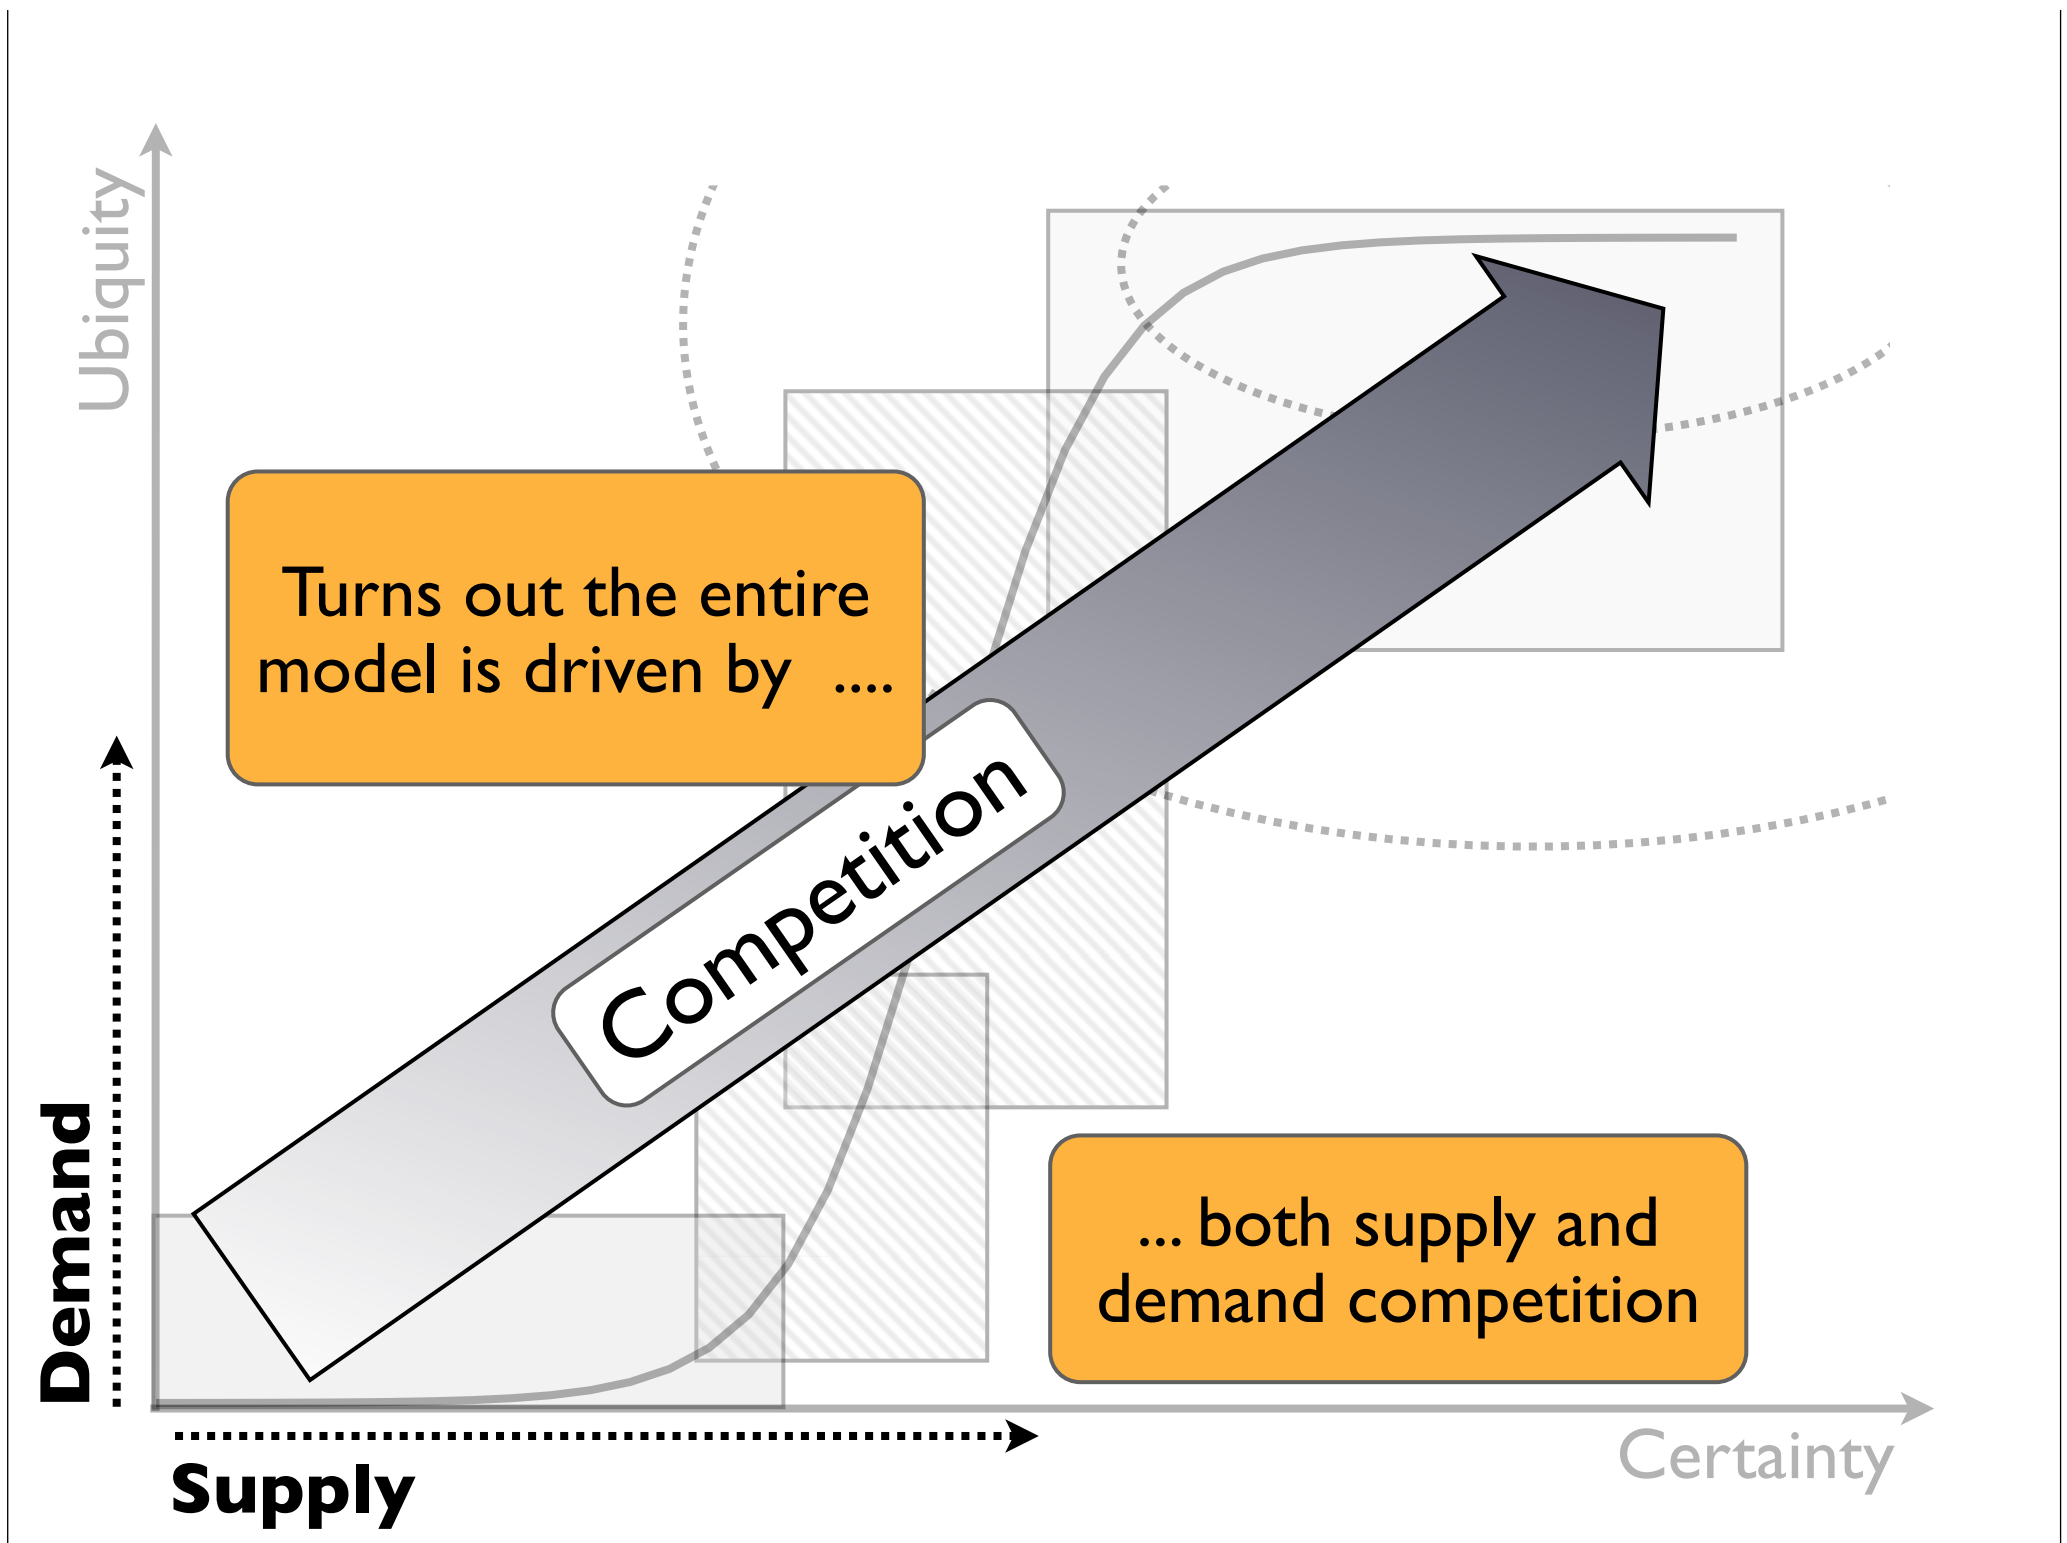 Ubiquity
Turns out the entire
model is driven by ....
Competition
Demand
... both supply and
demand competition
Certainty
Supply